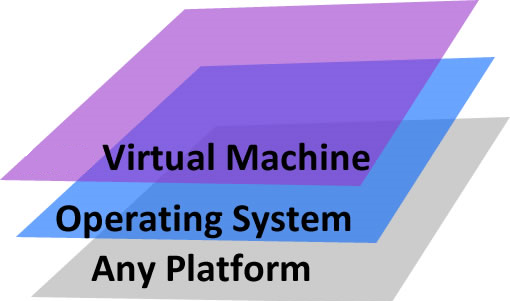 Virtual Machine
Operating System
Any Platform